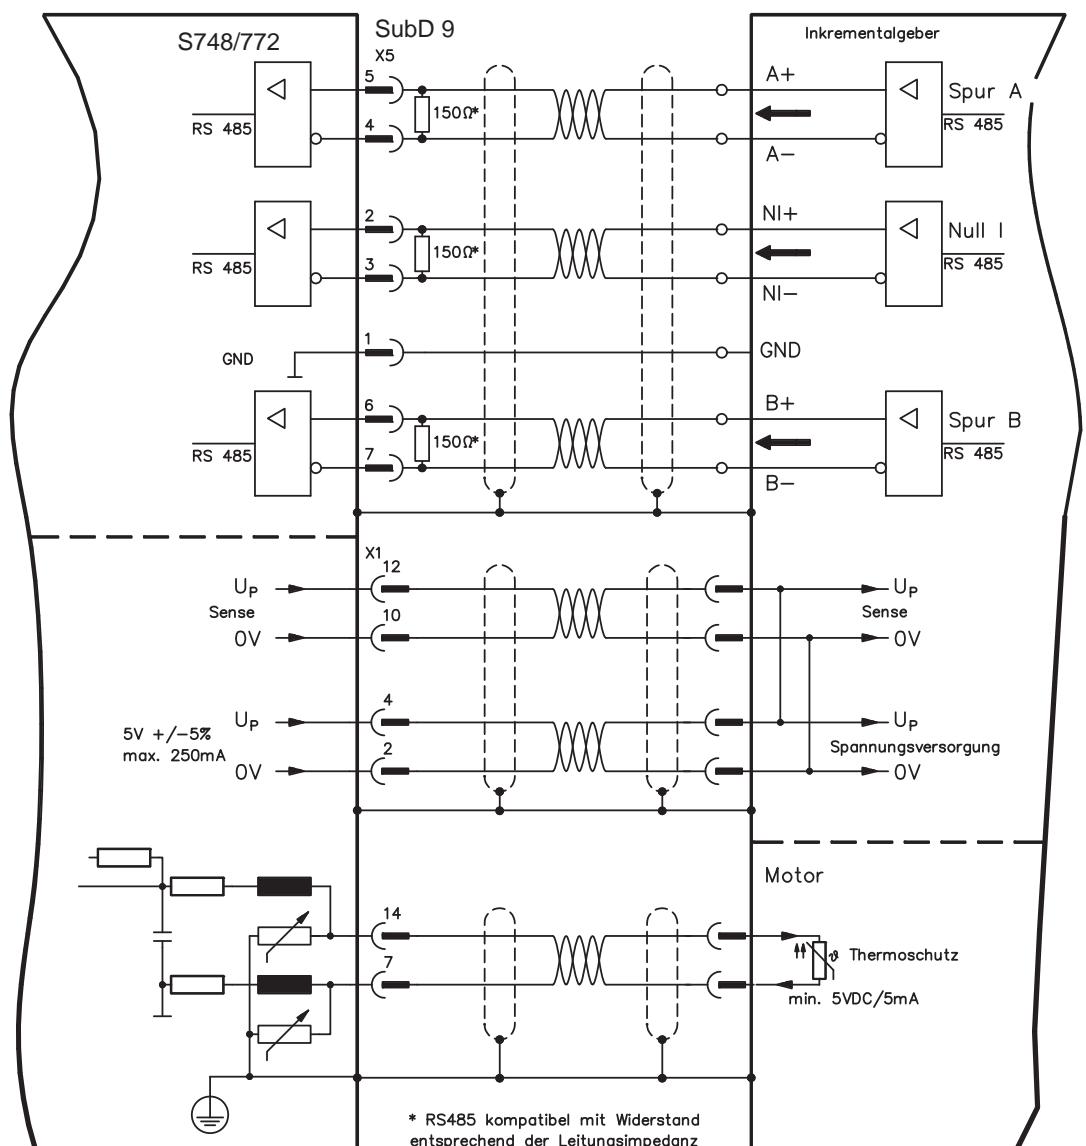 S748/772
SubD 9
Inkrementalgeber
X5
5
A+
Spur A
RS 485
150Ω*
RS 485
4
A-
2
NI+
Null I
RS 485
150Ω*
RS 485
3
NI-
1
GND
GND
6
B+
Spur B
RS 485
150Ω*
RS 485
7
B-
X1
12
UP
UP
Sense
Sense
10
0V
0V
4
UP
UP
5V +/-5%
max. 250mA
Spannungsversorgung
2
0V
0V
Motor
14
ϑ Thermoschutz
7
min. 5VDC/5mA
* RS485 kompatibel mit Widerstand
entsprechend der Leitungsimpedanz